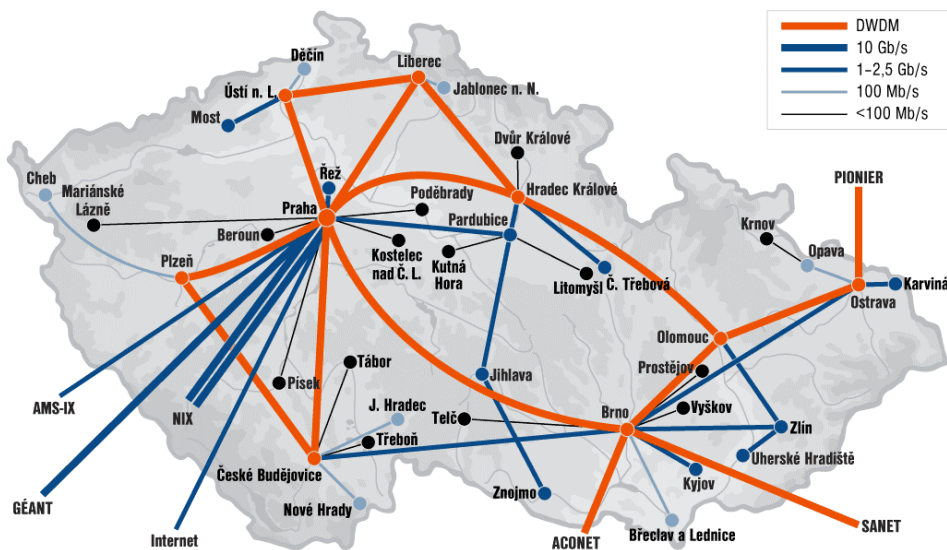 DWDM
10 Gb/s
1–2,5 Gb/s
100 Mb/s
<100 Mb/s
Děčín
Liberec
Ústí n. L.
Jablonec n. N.
Most
Dvůr Králové
Cheb
Mariánské
Lázně
Řež
Poděbrady
Hradec Králové
PIONIER
Praha
Pardubice
Krnov
Beroun
Opava
Plzeň
Kostelec
nad Č. L.
Kutná
Hora
Litomyšl
Č. Třebová
Karviná
Ostrava
Olomouc
Tábor
Prostějov
Písek
Jihlava
AMS-IX
NIX
J. Hradec
Telč
Brno
Vyškov
Třeboň
Zlín
České Budějovice
Uherské Hradiště
Kyjov
GÉANT
Nové Hrady
Znojmo
Internet
ACONET
Břeclav a Lednice
SANET